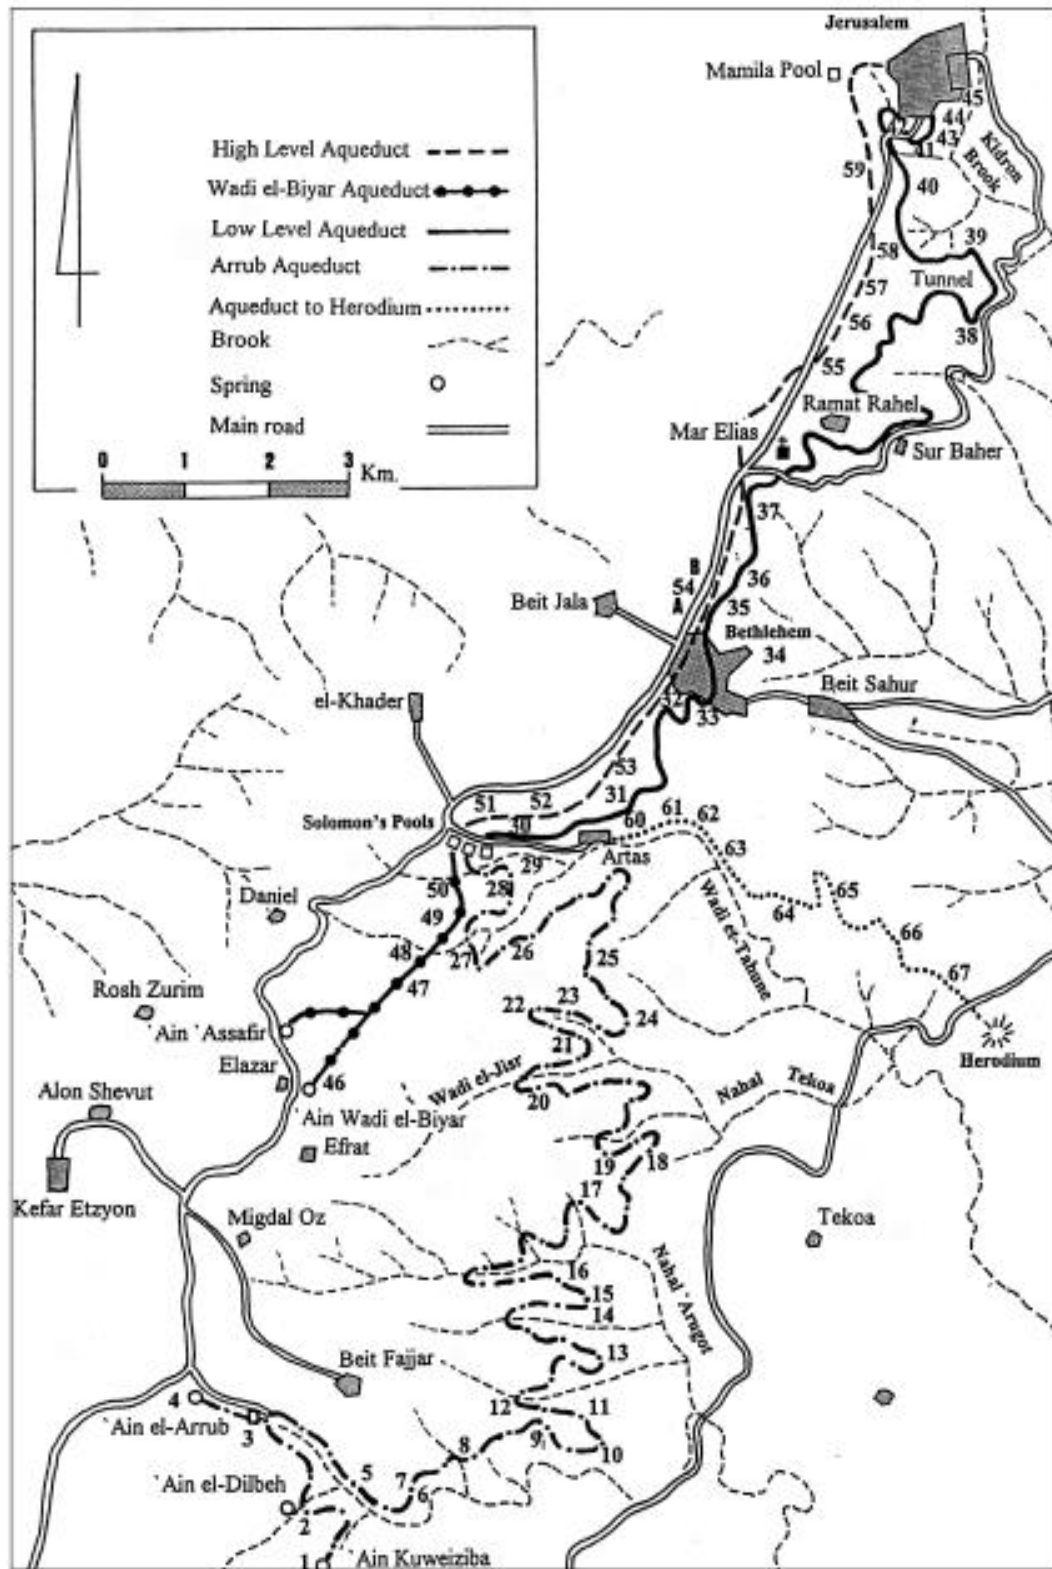 Jerusalem
Mamila Pool
High Level Aqueduct
Wadi el-Biyar Aqueduct
Low Level Aqueduct
Arrub Aqueduct
Aqueduct to Herodium
Brook
Spring
Main road
0 1 2 3
Km.
45
44
43
41
Kidron
Brook
59
40
58
39
57
Tunnel
56
38
55
Ramat Rahel
Mar Elias
Sur Baher
37
B
54
A
36
35
Beit Jala
Bethlehem
34
Beit Sahur
el-Khader
32
33
53
31
51
52
30
60
61
62
Solomon's Pools
Artas
63
29
28
50
Daniel
49
48
27
26
47
64
65
66
67
Wadi et-Tahune
25
Rosh Zurim
'Ain 'Assafir
22
23
24
21
Elazar
46
Wadi el-Jisr
20
Nahal Tekoa
Herodium
Alon Shevut
'Ain Wadi el-Biyar
Efrat
19
18
Kefar Etzyon
17
Migdal Oz
Tekoa
16
15
14
Nahal 'Arugot
13
Beit Fajjar
4
12
11
'Ain el-Arrub
3
9
10
8
5
7
6
'Ain el-Dilbeh
2
1
'Ain Kuweiziba